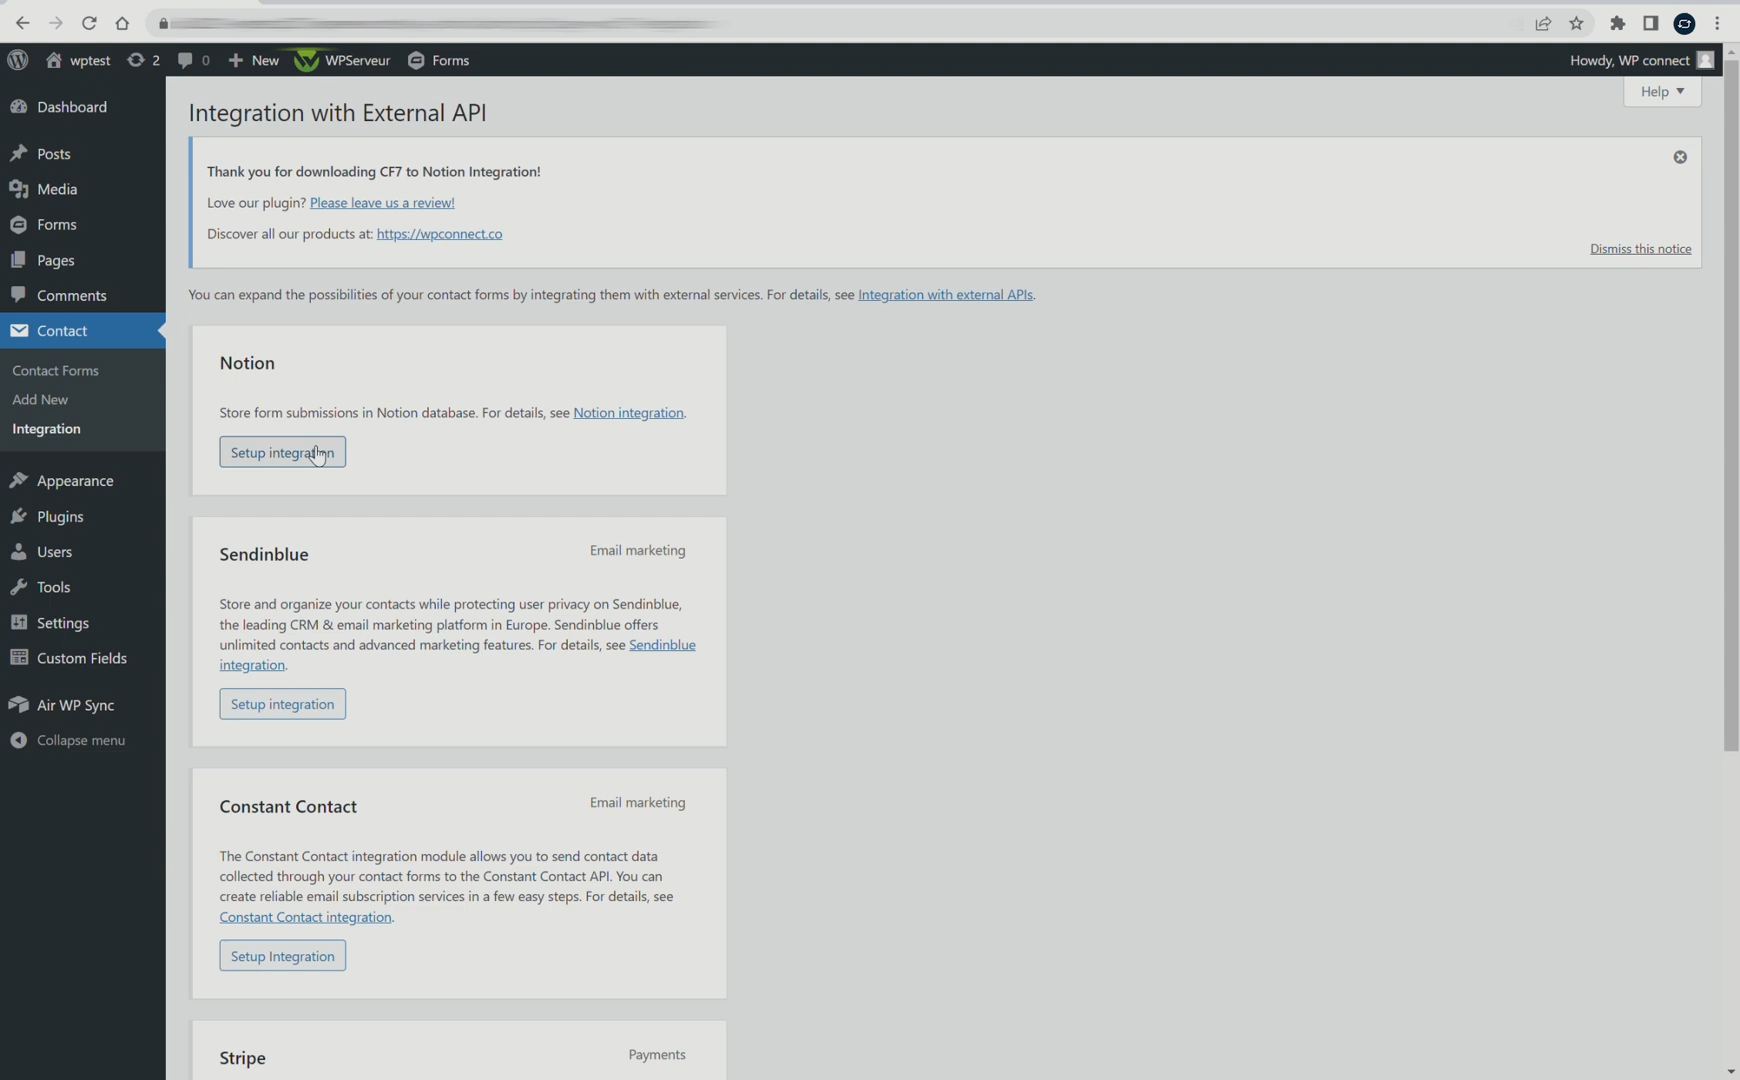 wptest
2
0
New
WPServeur
Forms
Howdy, WP connect
Dashboard
Posts
Media
Forms
Pages
Comments
Contact
Contact Forms
Add New
Integration
Appearance
Plugins
Users
Tools
Settings
Custom Fields
Air WP Sync
Collapse menu
Help
Integration with External API
Thank you for downloading CF7 to Notion Integration!
Love our plugin? Please leave us a review!
Discover all our products at: https://wpconnect.co
Dismiss this notice
You can expand the possibilities of your contact forms by integrating them with external services. For details, see Integration with external APIs.
Notion
Store form submissions in Notion database. For details, see Notion integration.
Setup integration
Sendinblue
Email marketing
Store and organize your contacts while protecting user privacy on Sendinblue,
the leading CRM & email marketing platform in Europe. Sendinblue offers
unlimited contacts and advanced marketing features. For details, see Sendinblue
integration.
Setup integration
Constant Contact
Email marketing
The Constant Contact integration module allows you to send contact data
collected through your contact forms to the Constant Contact API. You can
create reliable email subscription services in a few easy steps. For details, see
Constant Contact integration.
Setup Integration
Stripe
Payments